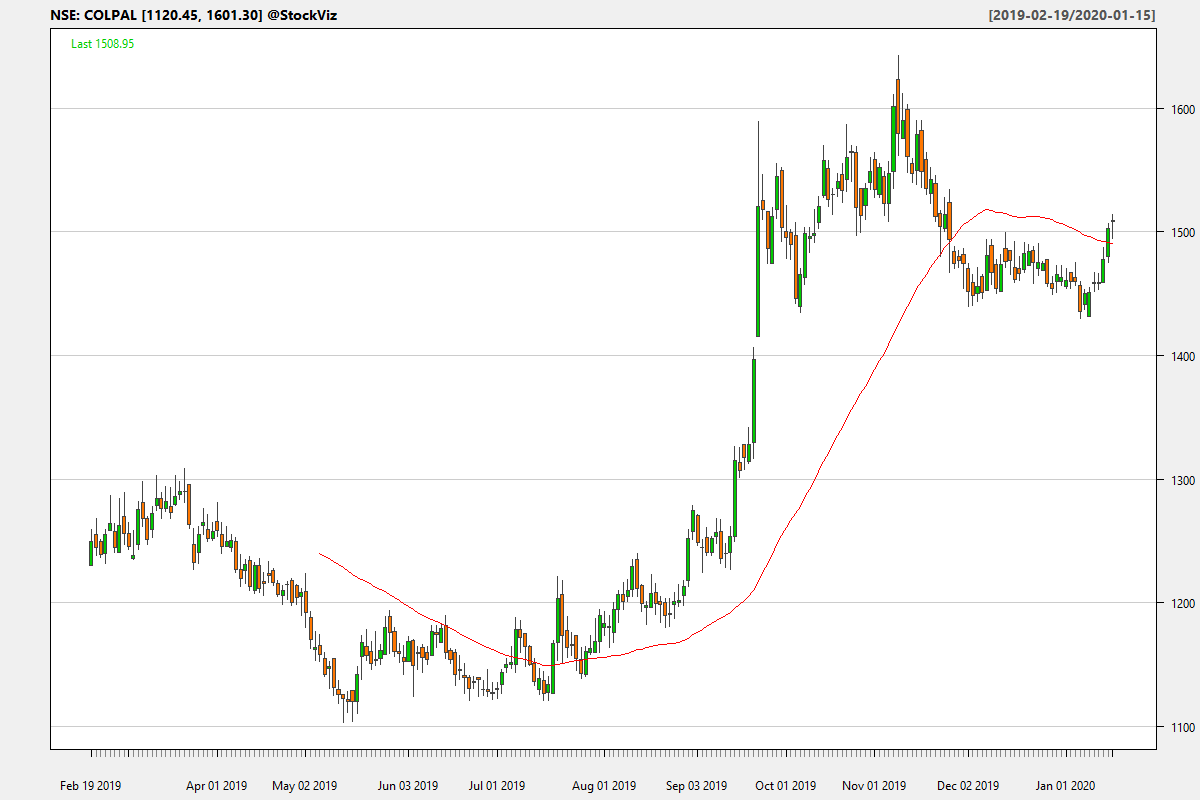 NSE: COLPAL [1120.45, 1601.30] @StockViz
[2019-02-19/2020-01-15]
Last 1508.95
1600
1500
1400
1300
1200
1100
Feb 19 2019 Apr 01 2019 May 02 2019 Jun 03 2019 Jul 01 2019 Aug 01 2019 Sep 03 2019 Oct 01 2019 Nov 01 2019 Dec 02 2019 Jan 01 2020